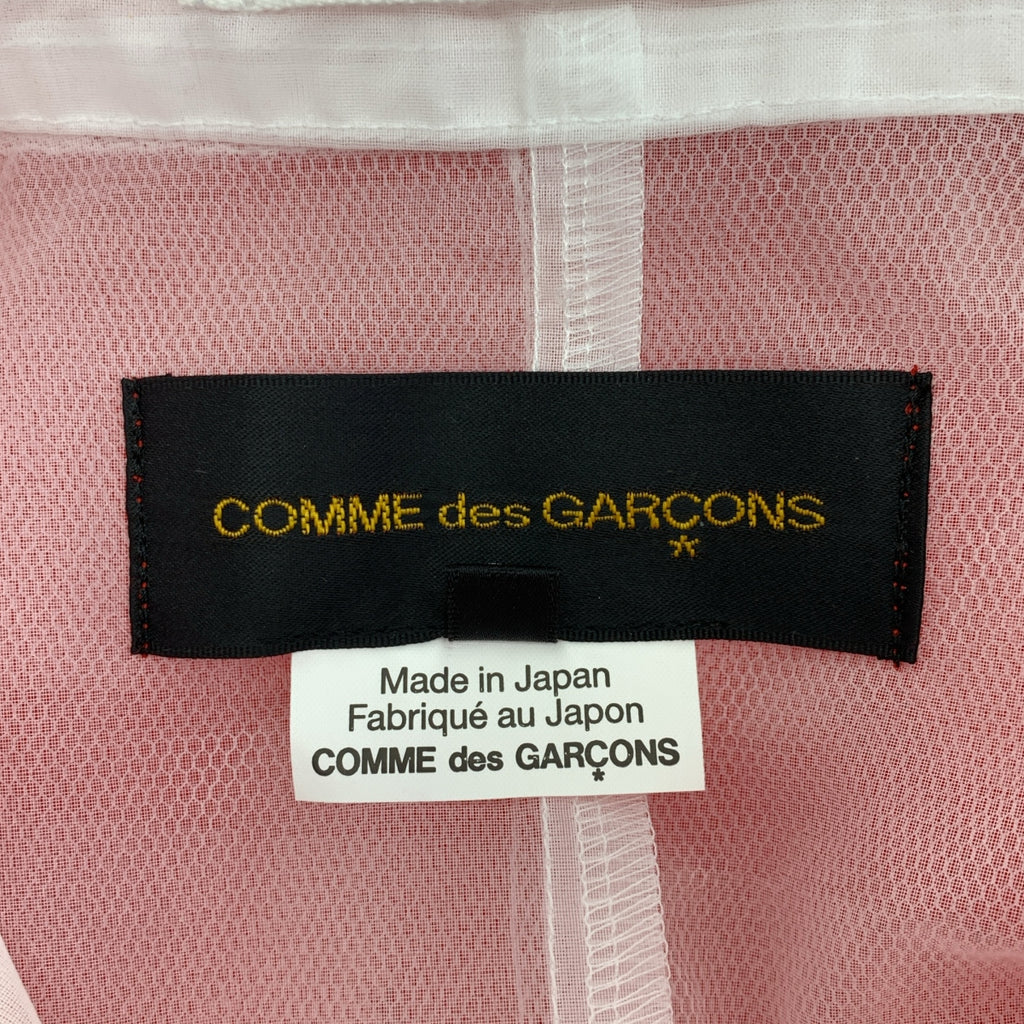 COMME des GARÇONS
*
Made in Japan
Fabriqué au Japon
COMME des GARÇONS
*